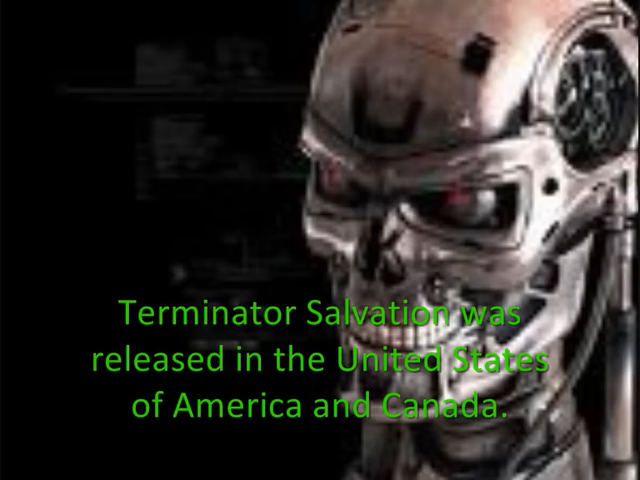 Terminator Salvation was
released in the United States
of America and Canada.